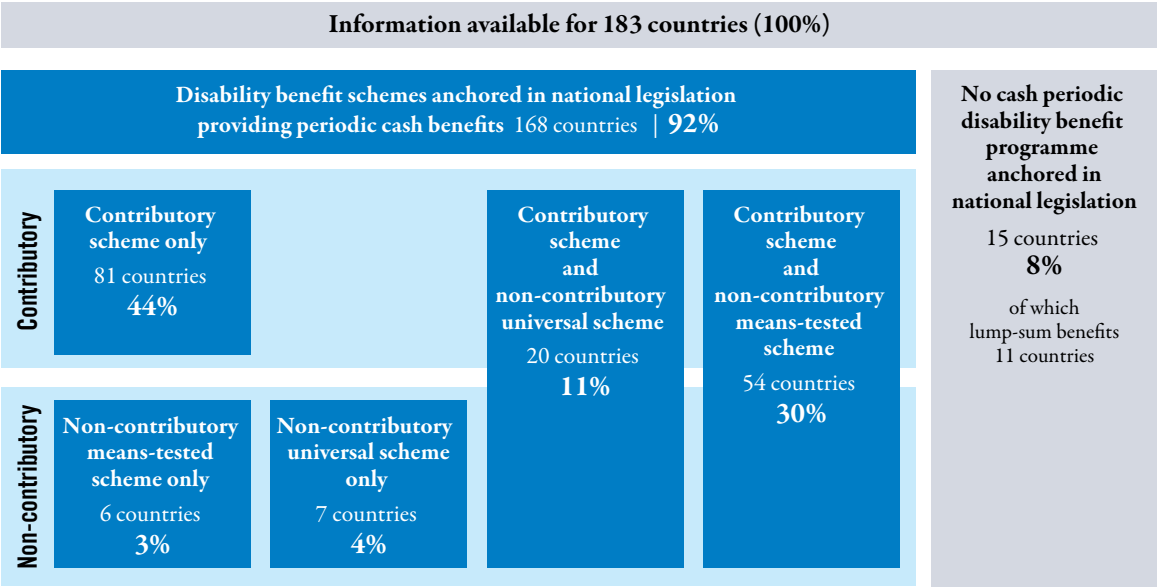 Information available for 183 countries (100%)
Disability benefit schemes anchored in national legislation
providing periodic cash benefits 168 countries | 92%
No cash periodic
disability benefit
programme
anchored in
national legislation
15 countries
8%
of which
lump-sum benefits
11 countries
Contributory
Contributory
scheme only
81 countries
44%
Contributory
scheme
and
non-contributory
universal scheme
20 countries
11%
Contributory
scheme
and
non-contributory
means-tested
scheme
54 countries
30%
Non-contributory
Non-contributory
means-tested
scheme only
6 countries
3%
Non-contributory
universal scheme
only
7 countries
4%